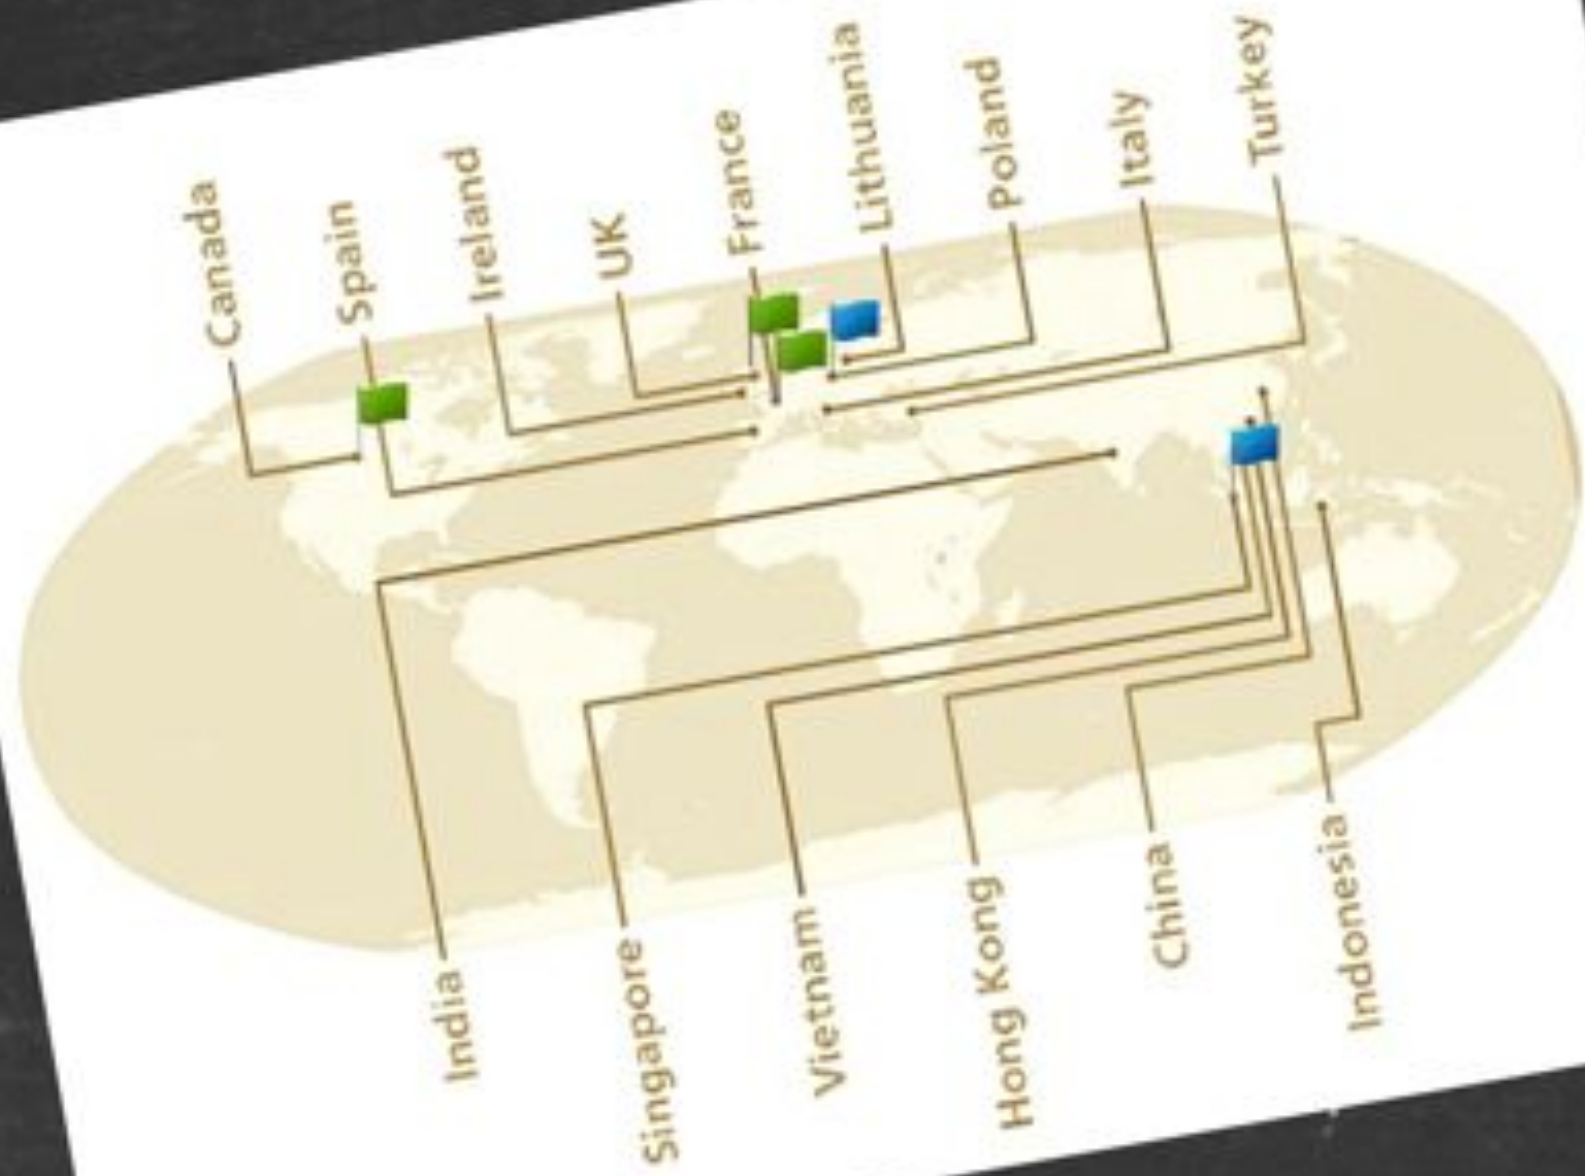 Canada
Spain
Ireland
UK
France
Lithuania
Poland
Italy
Turkey
India
Singapore
Vietnam
Hong Kong
China
Indonesia